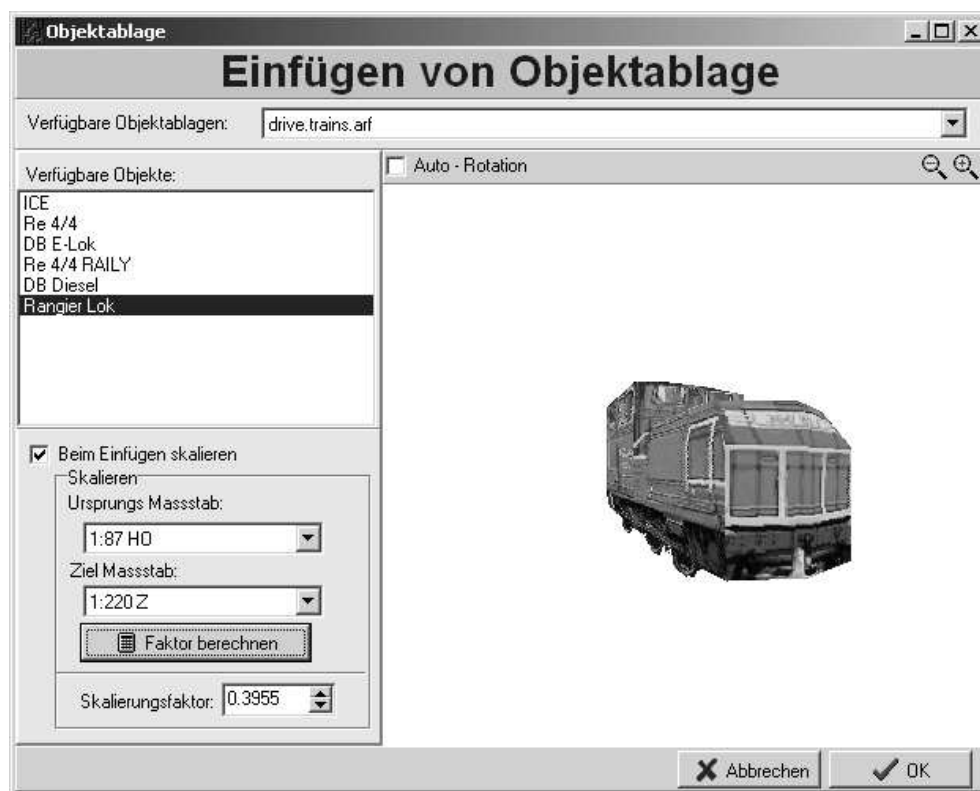 Objektablage
Einfügen von Objektablage
Verfügbare Objektablagen: drive.trains.arf
Verfügbare Objekte:
ICE
Re 4/4
DB E-Lok
Re 4/4 RAILY
DB Diesel
Rangier Lok
Auto - Rotation
Beim Einfügen skalieren
Skalieren
Ursprungs Massstab:
1:87 H0
Ziel Massstab:
1:220 Z
Faktor berechnen
Skalierungsfaktor: 0.3955
Abbrechen OK